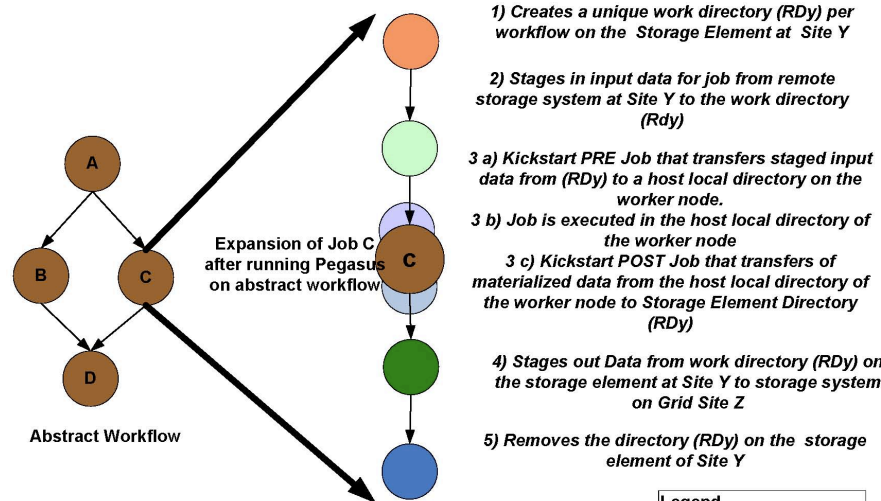 1) Creates a unique work directory (RDy) per
workflow on the Storage Element at Site Y
2) Stages in input data for job from remote
storage system at Site Y to the work directory
(Rdy)
A
3 a) Kickstart PRE Job that transfers staged input
data from (RDy) to a host local directory on the
worker node.
3 b) Job is executed in the host local directory of
the worker node
3 c) Kickstart POST Job that transfers of
materialized data from the host local directory of
the worker node to Storage Element Directory
(RDy)
B
C
Expansion of Job C
after running Pegasus
on abstract workflow
C
D
4) Stages out Data from work directory (RDy) on
the storage element at Site Y to storage system
on Grid Site Z
Abstract Workflow
5) Removes the directory (RDy) on the storage
element of Site Y
Legend